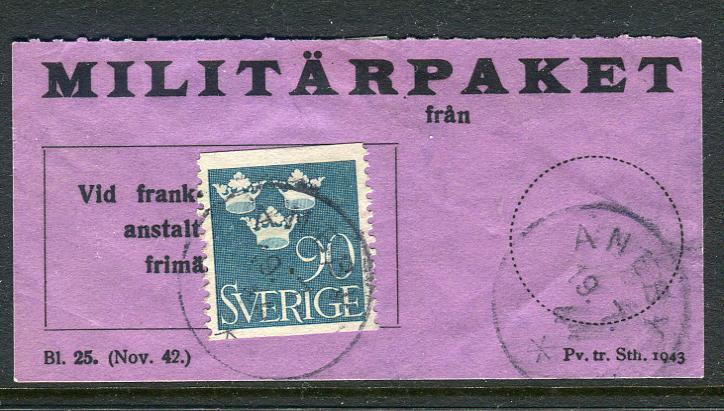 MILITÄRPAKET
från
Vid frank-
anstalt
frimä
90
SVERIGE
Bl. 25. (Nov. 42.)
Pv. tr. Sth. 1943